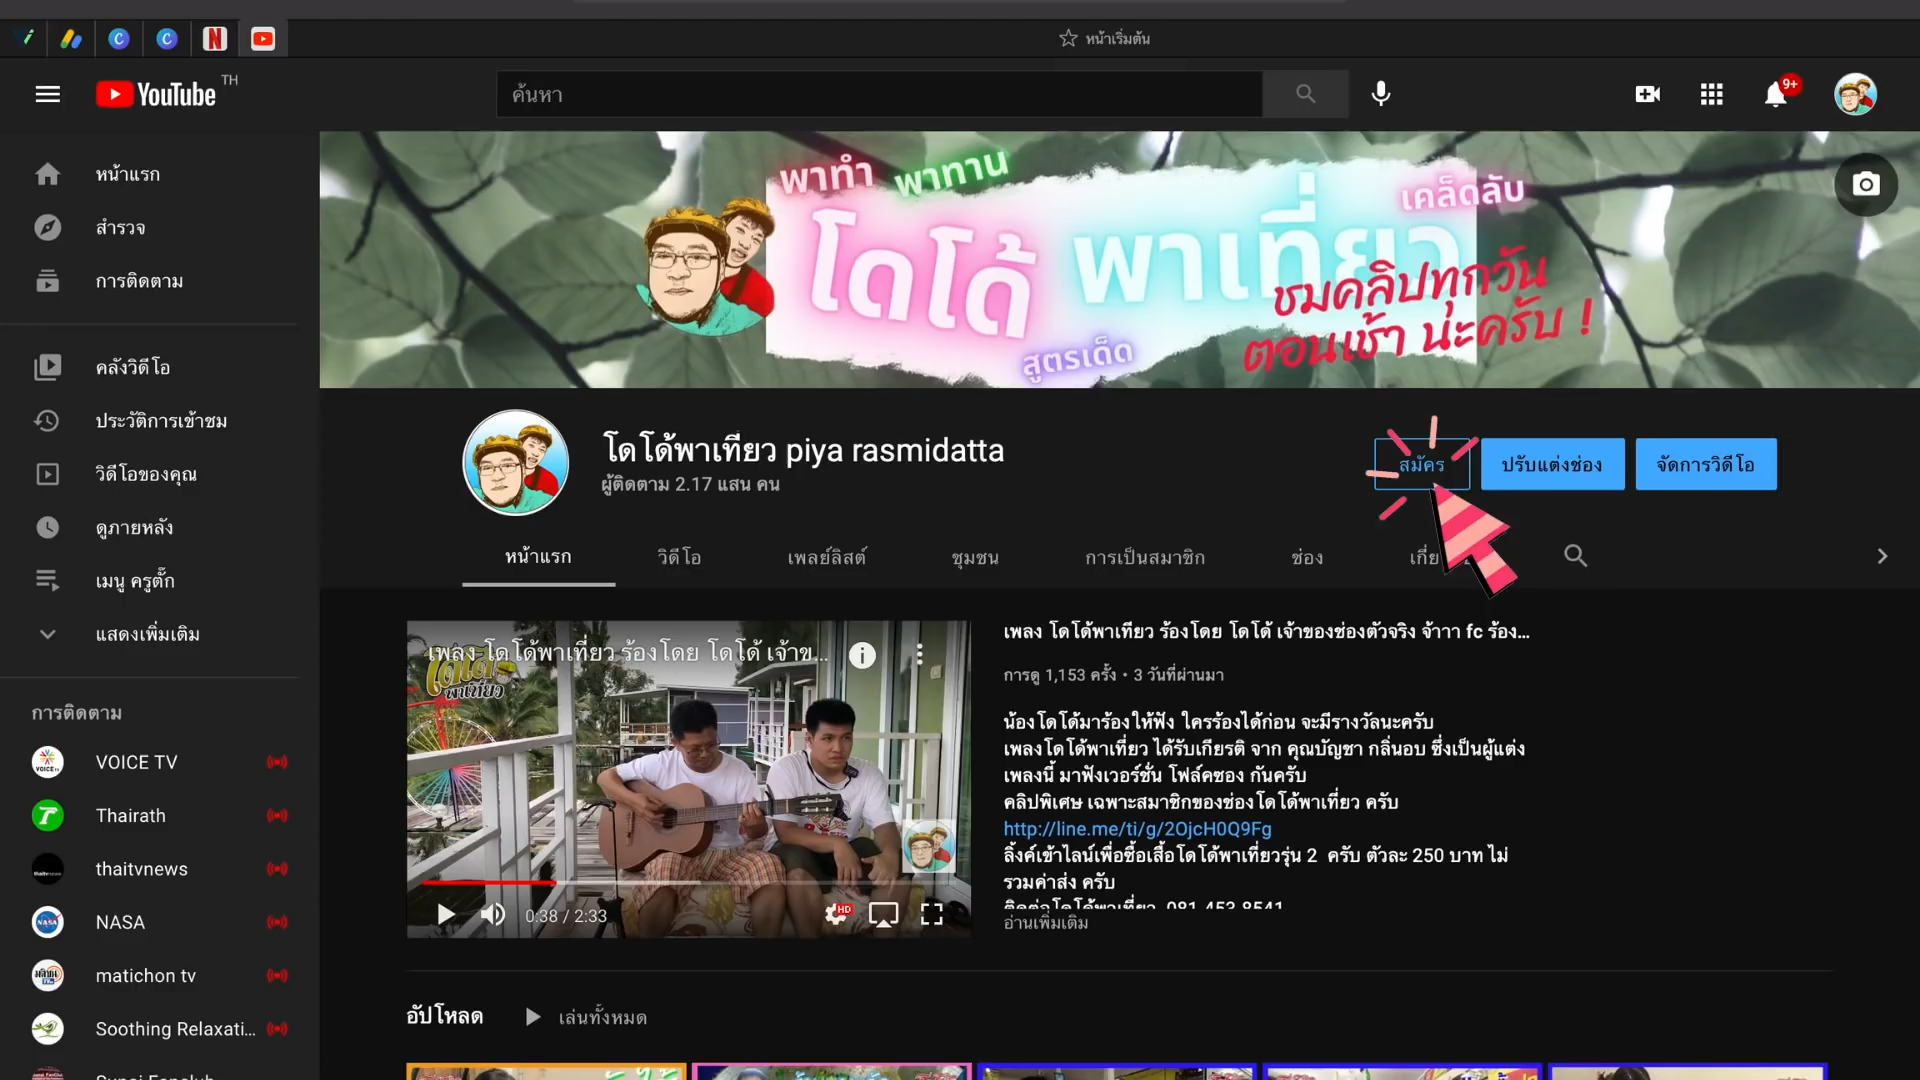 หน้าเริ่มต้น
YouTube TH
ค้นหา
9+
หน้าแรก
สำรวจ
การติดตาม
คลังวิดีโอ
ประวัติการเข้าชม
วิดีโอของคุณ
ดูภายหลัง
เมนู ครูตั๊ก
แสดงเพิ่มเติม
การติดตาม
VOICE TV
Thairath
thaitvnews
NASA
matichon tv
Soothing Relaxati...
พาทำ พาทาน
เคล็ดลับ
โดโด้ พาเที่ยว
ชมคลิปทุกวัน
ตอนเช้า นะครับ !
สูตรเด็ด
โดโด้พาเที่ยว piya rasmidatta
ผู้ติดตาม 2.17 แสน คน
สมัคร
ปรับแต่งช่อง
จัดการวิดีโอ
หน้าแรก
วิดีโอ
เพลย์ลิสต์
ชุมชน
การเป็นสมาชิก
ช่อง
เพลง โดโด้พาเที่ยว ร้องโดย โดโด้ เจ้าข...
โดโด้
พาเที่ยว
0:38 / 2:33
HD
เพลง โดโด้พาเที่ยว ร้องโดย โดโด้ เจ้าของช่องตัวจริง จ้าาา fc ร้อง...
การดู 1,153 ครั้ง • 3 วันที่ผ่านมา
น้องโดโด้มาร้องให้ฟัง ใครร้องได้ก่อน จะมีรางวัลนะครับ
เพลงโดโด้พาเที่ยว ได้รับเกียรติ จาก คุณบัญชา กลิ่นอบ ซึ่งเป็นผู้แต่ง
เพลงนี้ มาฟังเวอร์ชั่น โฟล์คซอง กันครับ
คลิปพิเศษ เฉพาะสมาชิกของช่องโดโด้พาเที่ยว ครับ
http://line.me/ti/g/2OjcH0Q9Fg
ลิ้งค์เข้าไลน์เพื่อซื้อเสื้อโดโด้พาเที่ยวรุ่น 2 ครับ ตัวละ 250 บาท ไม่
รวมค่าส่ง ครับ
ติดต่อโดโด้พาเที่ยว 081 453 8541
อ่านเพิ่มเติม
อัปโหลด
เล่นทั้งหมด